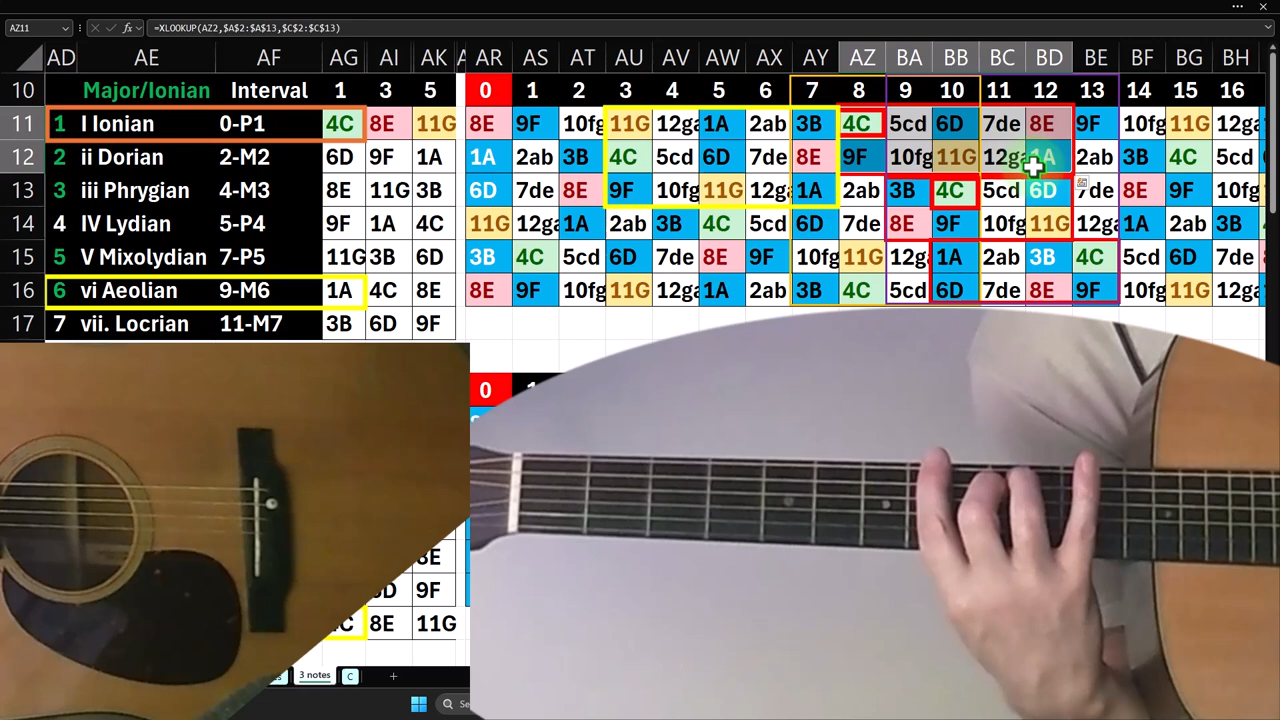 AZ11 fx =XLOOKUP(AZ2,$A$2:$A$13,$C$2:$C$13)
AD AE AF AG AI AK AR AS AT AU AV AW AX AY AZ BA BB BC BD BE BF BG BH
10 Major/Ionian Interval 1 3 5 0 1 2 3 4 5 6 7 8 9 10 11 12 13 14 15 16
11 1 I Ionian 0-P1 4C 8E 11G 8E 9F 10fg 11G 12ga 1A 2ab 3B 4C 5cd 6D 7de 8E 9F 10fg 11G 12ga
12 2 ii Dorian 2-M2 6D 9F 1A 1A 2ab 3B 4C 5cd 6D 7de 8E 9F 10fg 11G 12ga 1A 2ab 3B 4C 5cd
13 3 iii Phrygian 4-M3 8E 11G 3B 6D 7de 8E 9F 10fg 11G 12ga 1A 2ab 3B 4C 5cd 6D 7de 8E 9F 10fg
14 4 IV Lydian 5-P4 9F 1A 4C 11G 12ga 1A 2ab 3B 4C 5cd 6D 7de 8E 9F 10fg 11G 12ga 1A 2ab 3B
15 5 V Mixolydian 7-P5 11G 3B 6D 3B 4C 5cd 6D 7de 8E 9F 10fg 11G 12ga 1A 2ab 3B 4C 5cd 6D 7de
16 6 vi Aeolian 9-M6 1A 4C 8E 8E 9F 10fg 11G 12ga 1A 2ab 3B 4C 5cd 6D 7de 8E 9F 10fg 11G 12ga
17 7 vii. Locrian 11-M7 3B 6D 9F
0
8E
9F
8E 11G
3 notes C +